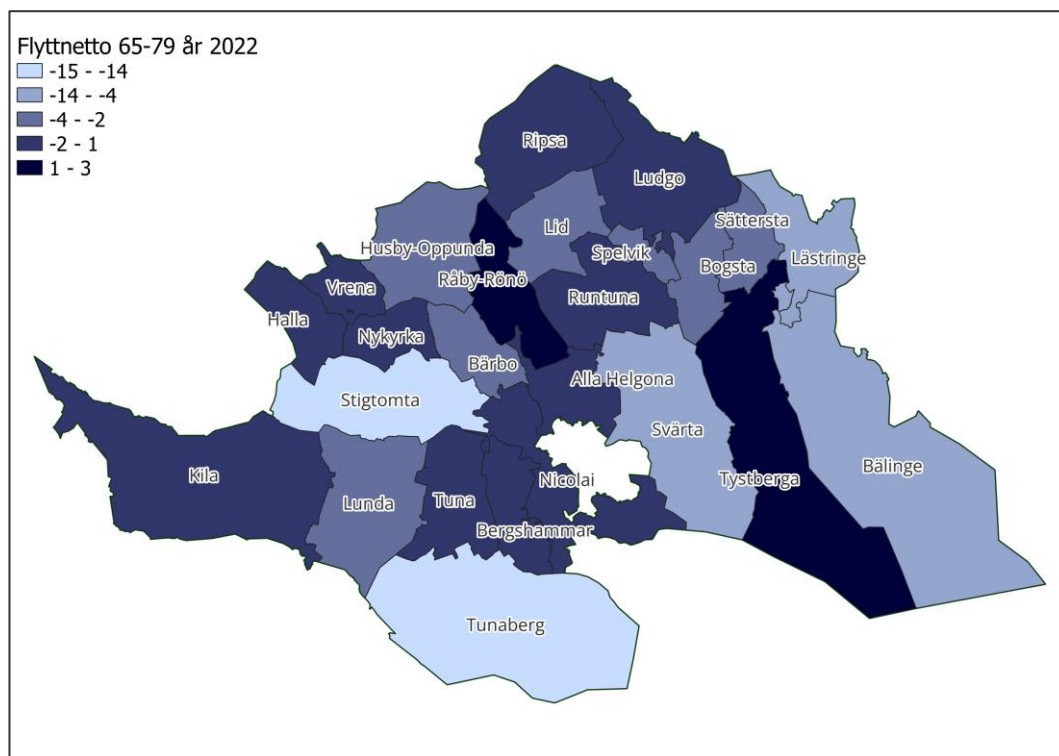 Flyttnetto 65-79 år 2022
-15 - -14
-14 - -4
-4 - -2
-2 - 1
1 - 3
Ripsa
Ludgo
Sättersta
Lid
Husby-Oppunda
Spelvik
Lästringe
Bogsta
Råby-Rönö
Vrena
Runtuna
Halla
Nykyrka
Bärbo
Alla Helgona
Stigtomta
Svärta
Bälinge
Kila
Nicolai
Tystberga
Lunda
Tuna
Bergshammar
Tunaberg